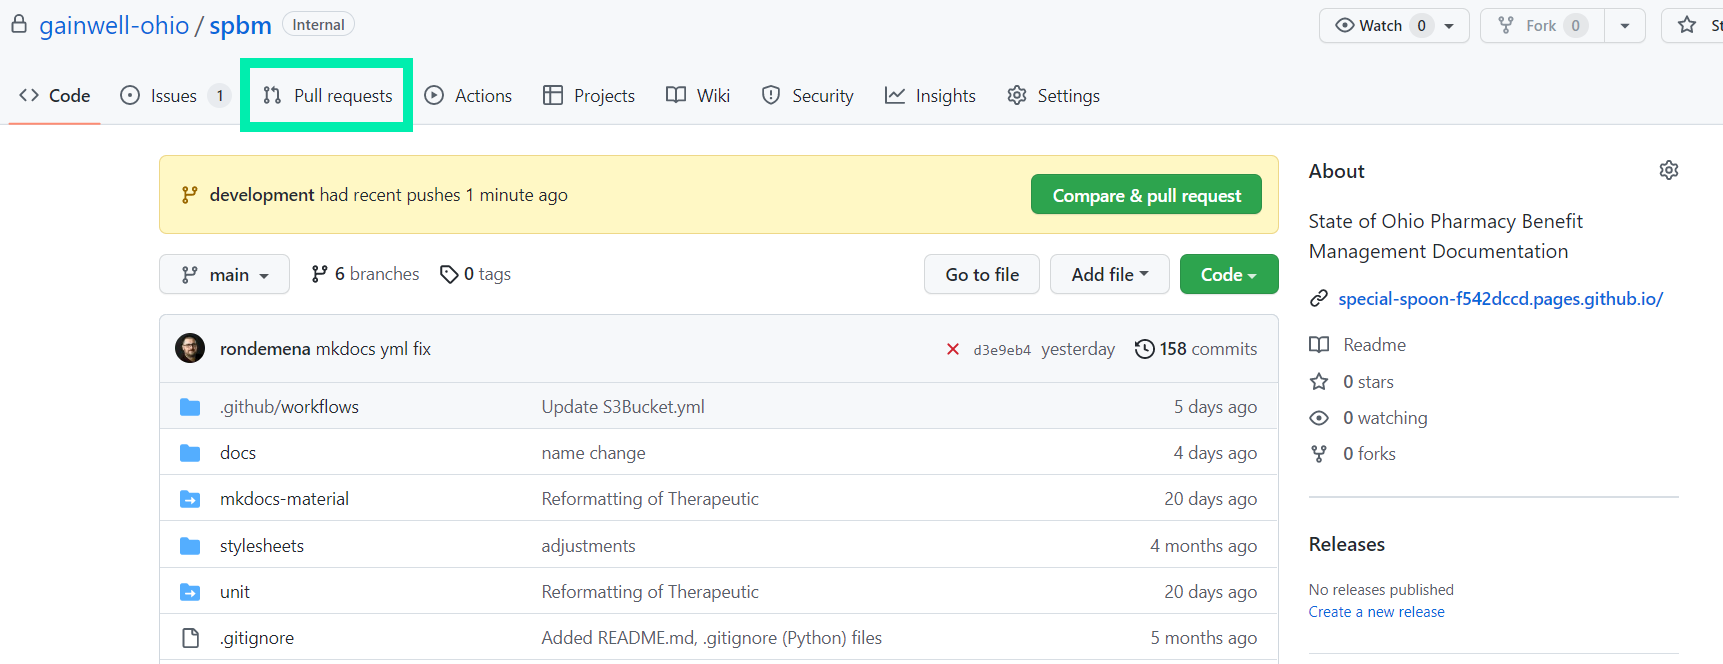 gainwell-ohio / spbm Internal
Watch 0 Fork 0
Code Issues 1 Pull requests Actions Projects Wiki Security Insights Settings
development had recent pushes 1 minute ago Compare & pull request
main 6 branches 0 tags Go to file Add file Code
rondemena mkdocs yml fix d3e9eb4 yesterday 158 commits
.github/workflows Update S3Bucket.yml 5 days ago
docs name change 4 days ago
mkdocs-material Reformatting of Therapeutic 20 days ago
stylesheets adjustments 4 months ago
unit Reformatting of Therapeutic 20 days ago
.gitignore Added README.md, .gitignore (Python) files 5 months ago
About
State of Ohio Pharmacy Benefit
Management Documentation
special-spoon-f542dccd.pages.github.io/
Readme
0 stars
0 watching
0 forks
Releases
No releases published
Create a new release